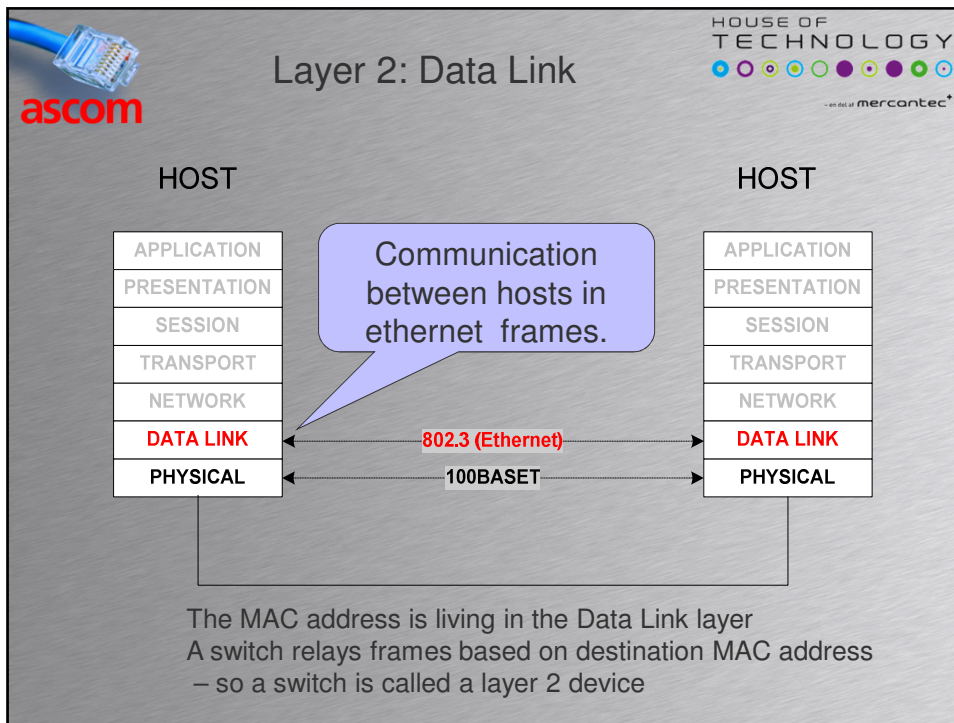 ascom
Layer 2: Data Link
HOUSE OF
TECHNOLOGY
- en del af mercantec+
HOST
HOST
APPLICATION
PRESENTATION
SESSION
TRANSPORT
NETWORK
DATA LINK
PHYSICAL
Communication
between hosts in
ethernet frames.
802.3 (Ethernet)
100BASET
APPLICATION
PRESENTATION
SESSION
TRANSPORT
NETWORK
DATA LINK
PHYSICAL
The MAC address is living in the Data Link layer
A switch relays frames based on destination MAC address
– so a switch is called a layer 2 device